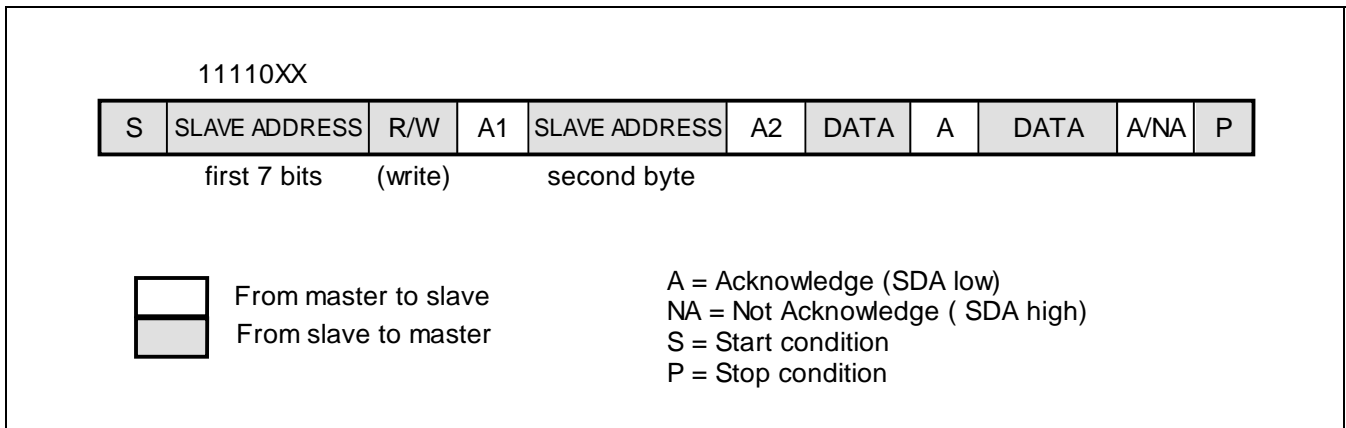 11110XX
S SLAVE ADDRESS R/W A1 SLAVE ADDRESS A2 DATA A DATA A/NA P
first 7 bits (write) second byte
From master to slave
From slave to master
A = Acknowledge (SDA low)
NA = Not Acknowledge ( SDA high)
S = Start condition
P = Stop condition